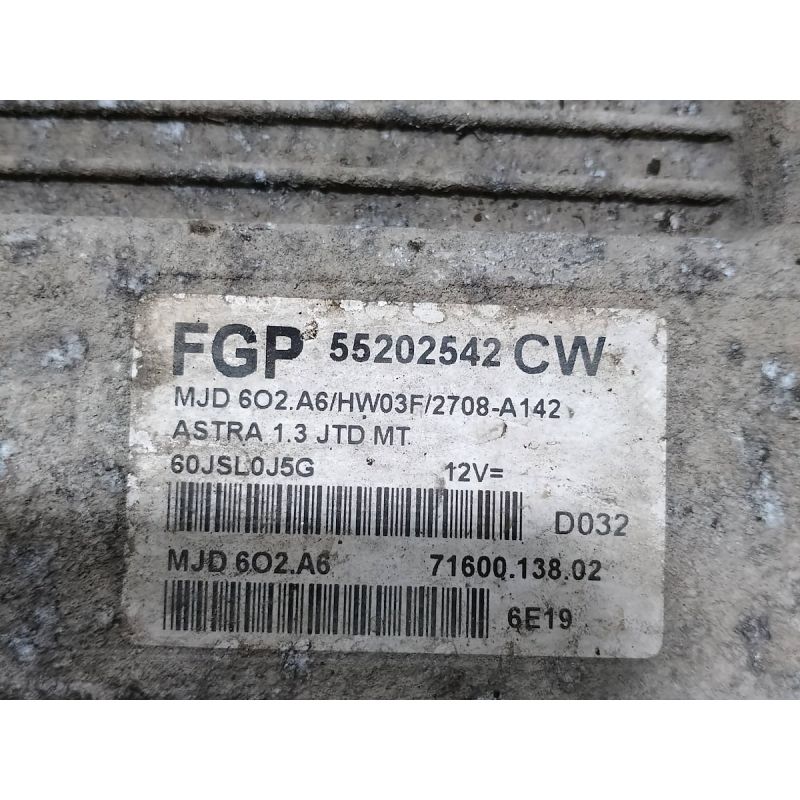 FGP 55202542 CW
MJD 6O2.A6/HW03F/2708-A142
ASTRA 1.3 JTD MT
60JSL0J5G 12V=
D032
MJD 6O2.A6 71600.138.02
6E19